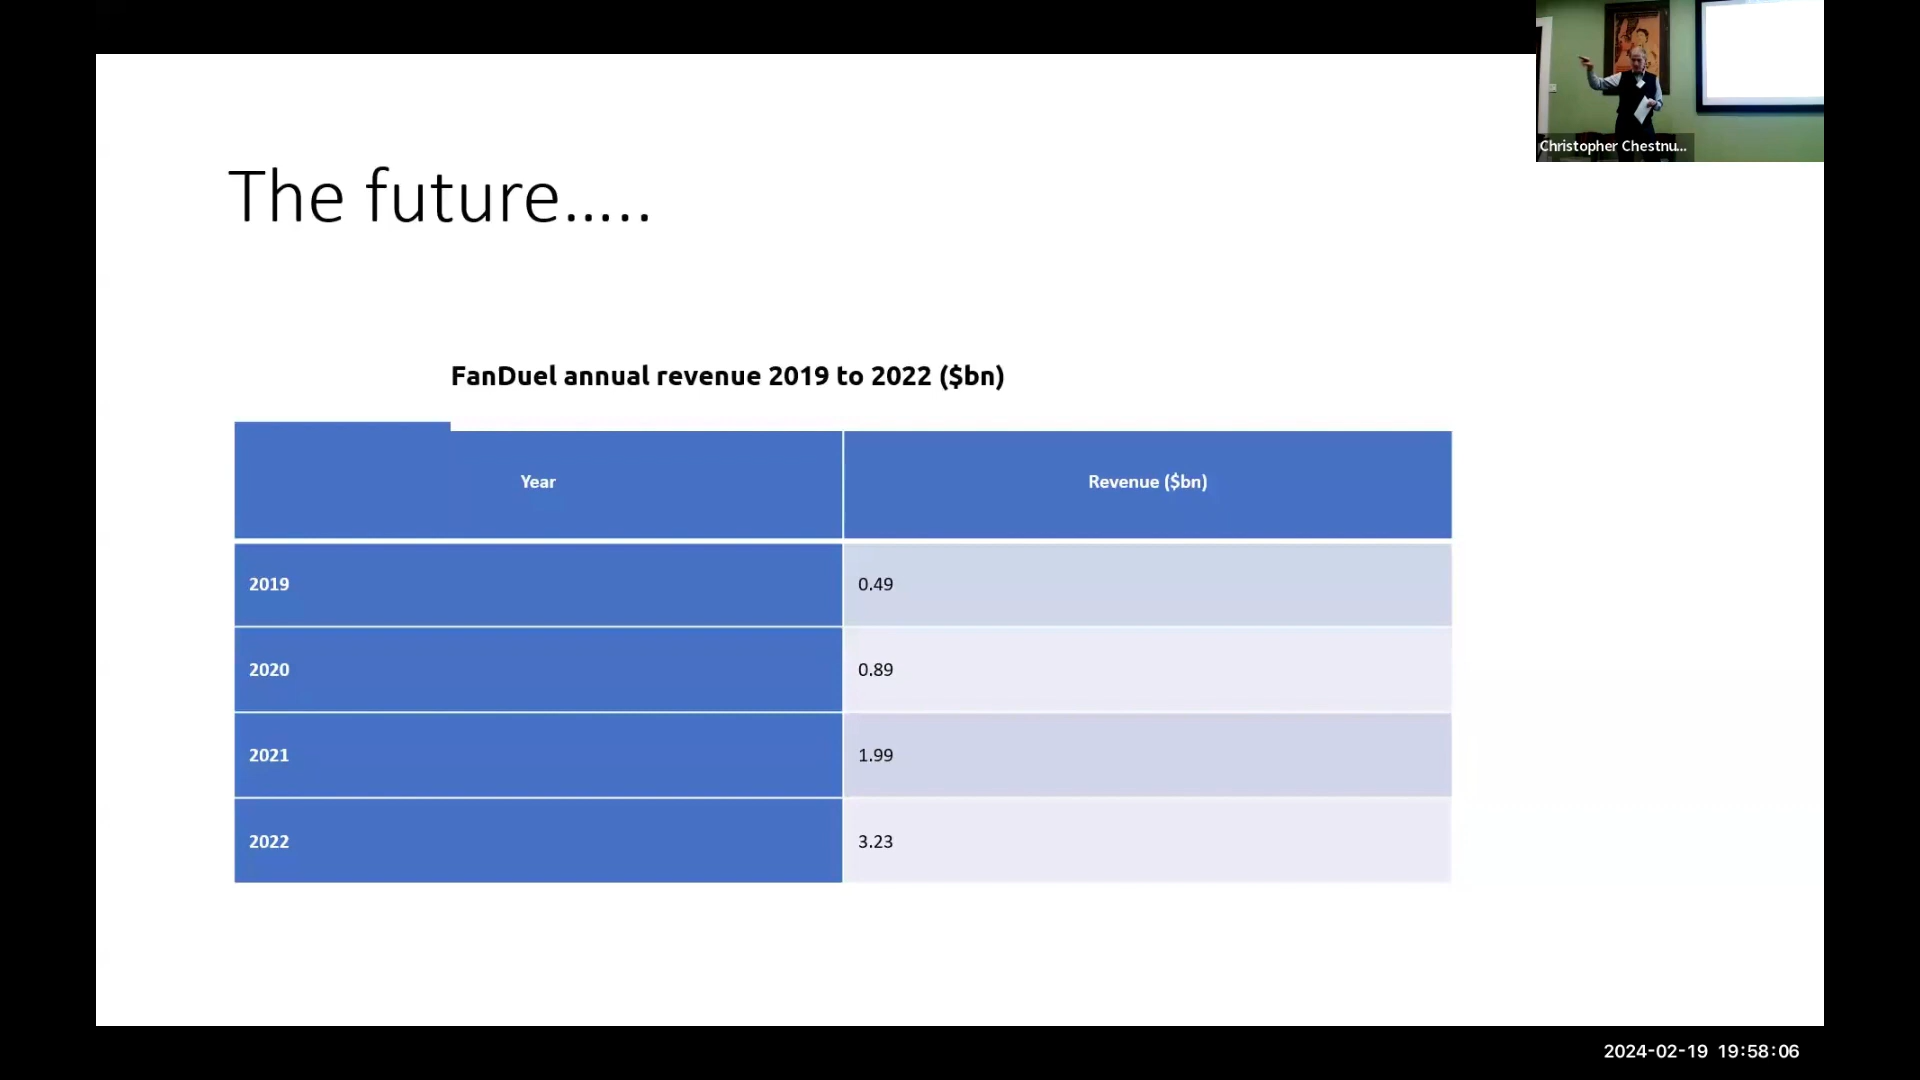 Christopher Chestnu...
The future.....
FanDuel annual revenue 2019 to 2022 ($bn)
Year Revenue ($bn)
2019 0.49
2020 0.89
2021 1.99
2022 3.23
2024-02-19 19:58:06